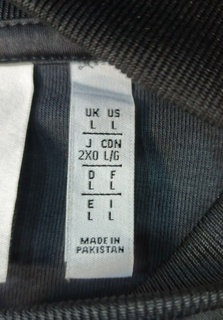 UK US
L L
J CDN
2XO L/G
D F
L L
E I
L L
MADE IN
PAKISTAN